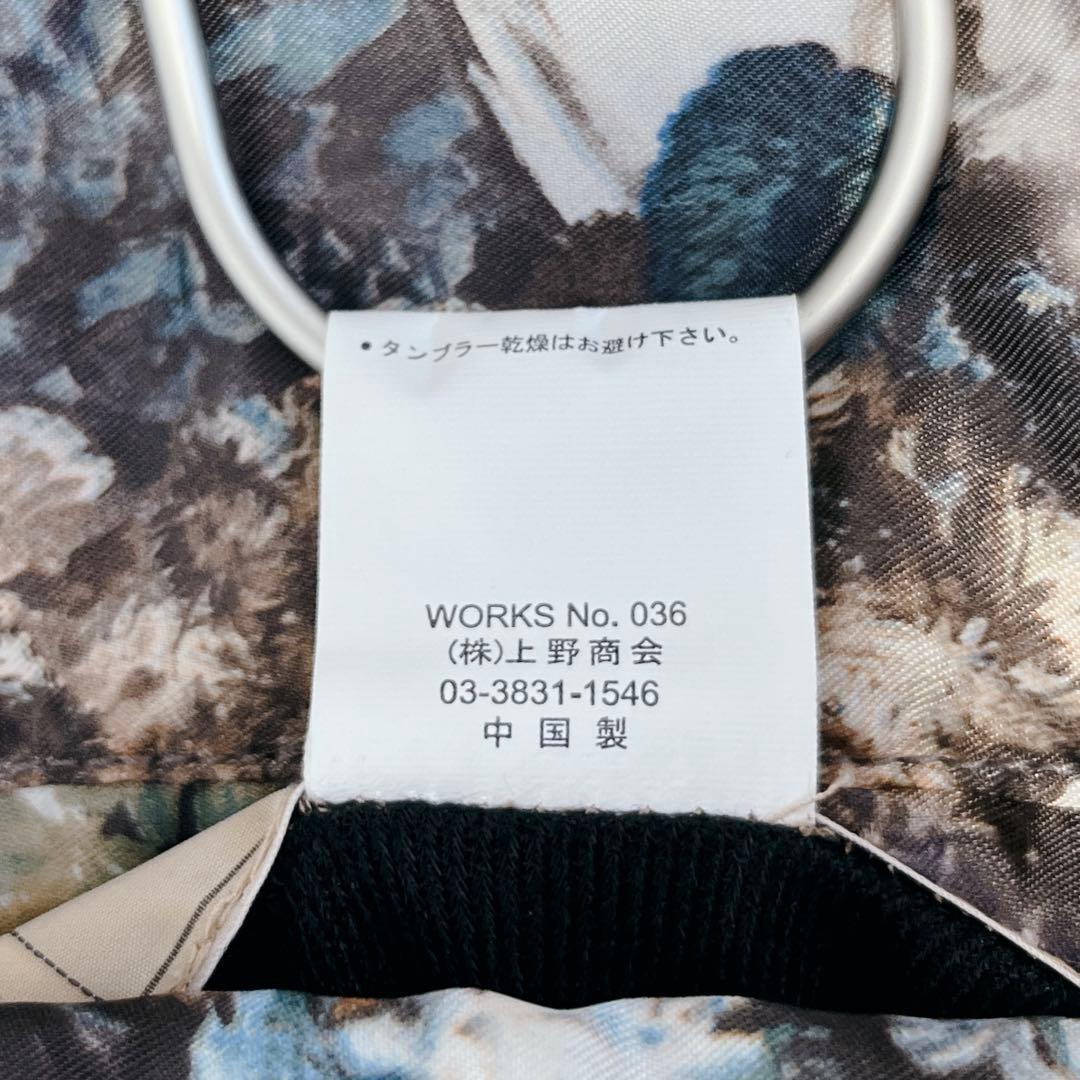 • タンブラー乾燥はお避け下さい。
WORKS No. 036
(株)上野商会
03-3831-1546
中国製